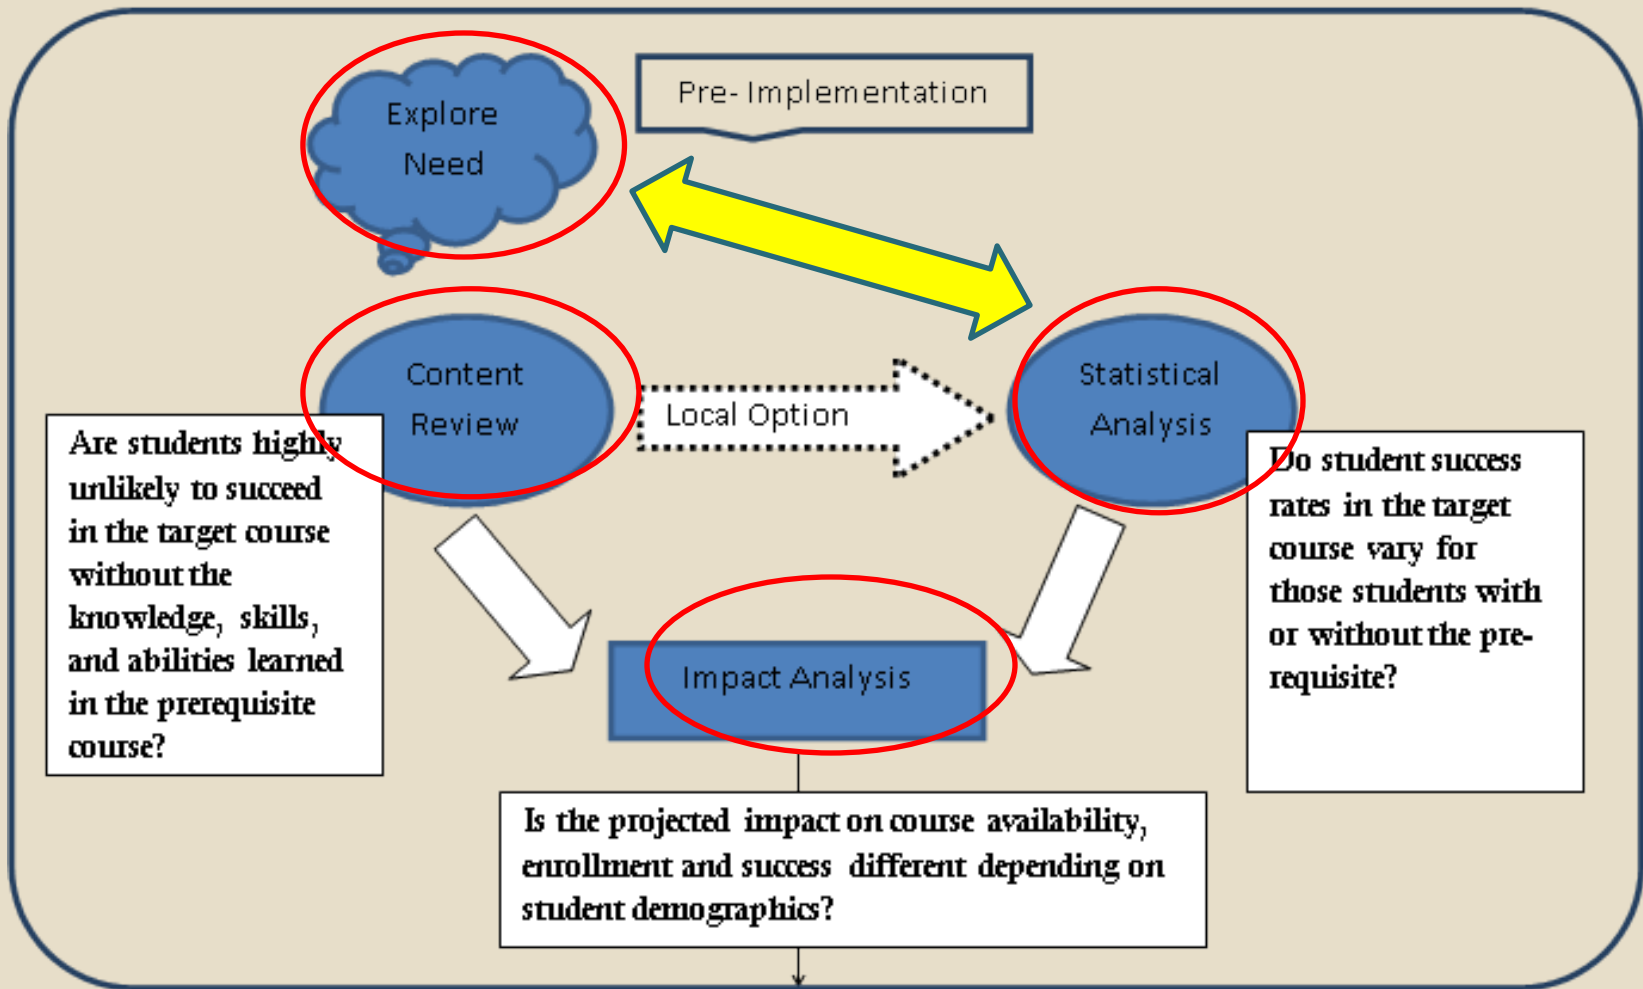 Explore
Need
Pre- Implementation
Content
Review
Local Option
Statistical
Analysis
Are students highly
unlikely to succeed
in the target course
without the
knowledge, skills,
and abilities learned
in the prerequisite
course?
Do student success
rates in the target
course vary for
those students with
or without the pre-
requisite?
Impact Analysis
Is the projected impact on course availability,
enrollment and success different depending on
student demographics?